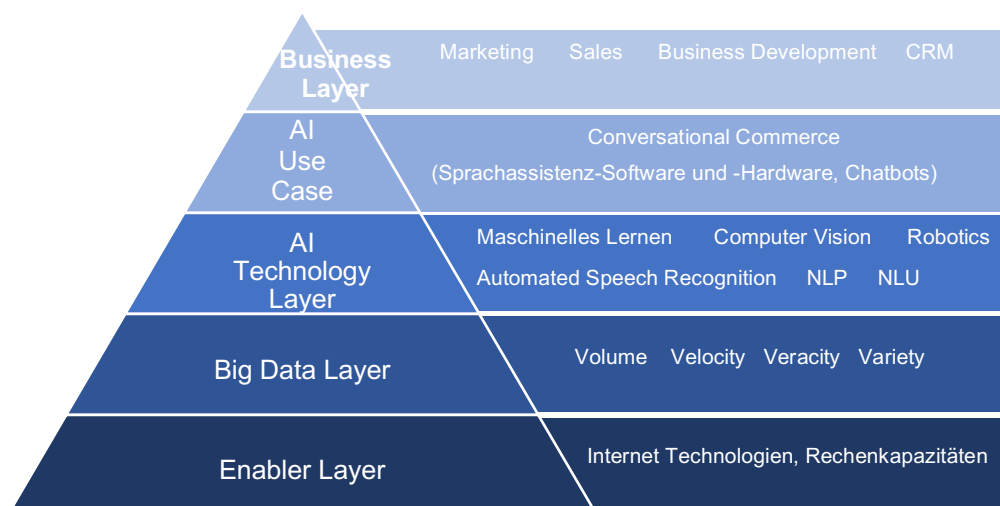 Business
Layer
Marketing Sales Business Development CRM
AI
Use
Case
Conversational Commerce
(Sprachassistenz-Software und -Hardware, Chatbots)
AI
Technology
Layer
Maschinelles Lernen Computer Vision Robotics
Automated Speech Recognition NLP NLU
Big Data Layer
Volume Velocity Veracity Variety
Enabler Layer
Internet Technologien, Rechenkapazitäten